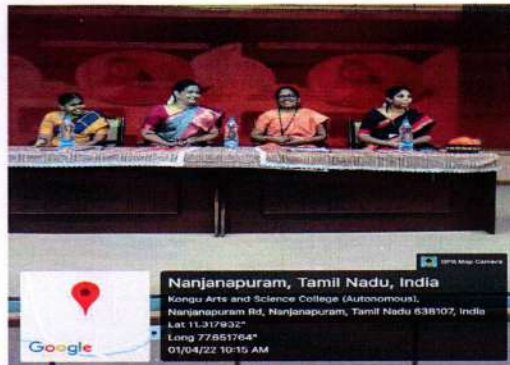 GPS Map Camera
Nanjanapuram, Tamil Nadu, India
Kongu Arts and Science College (Autonomous),
Nanjanapuram Rd, Nanjanapuram, Tamil Nadu 638107, India
Lat 11.317932°
Long 77.651764°
01/04/22 10:15 AM
Google